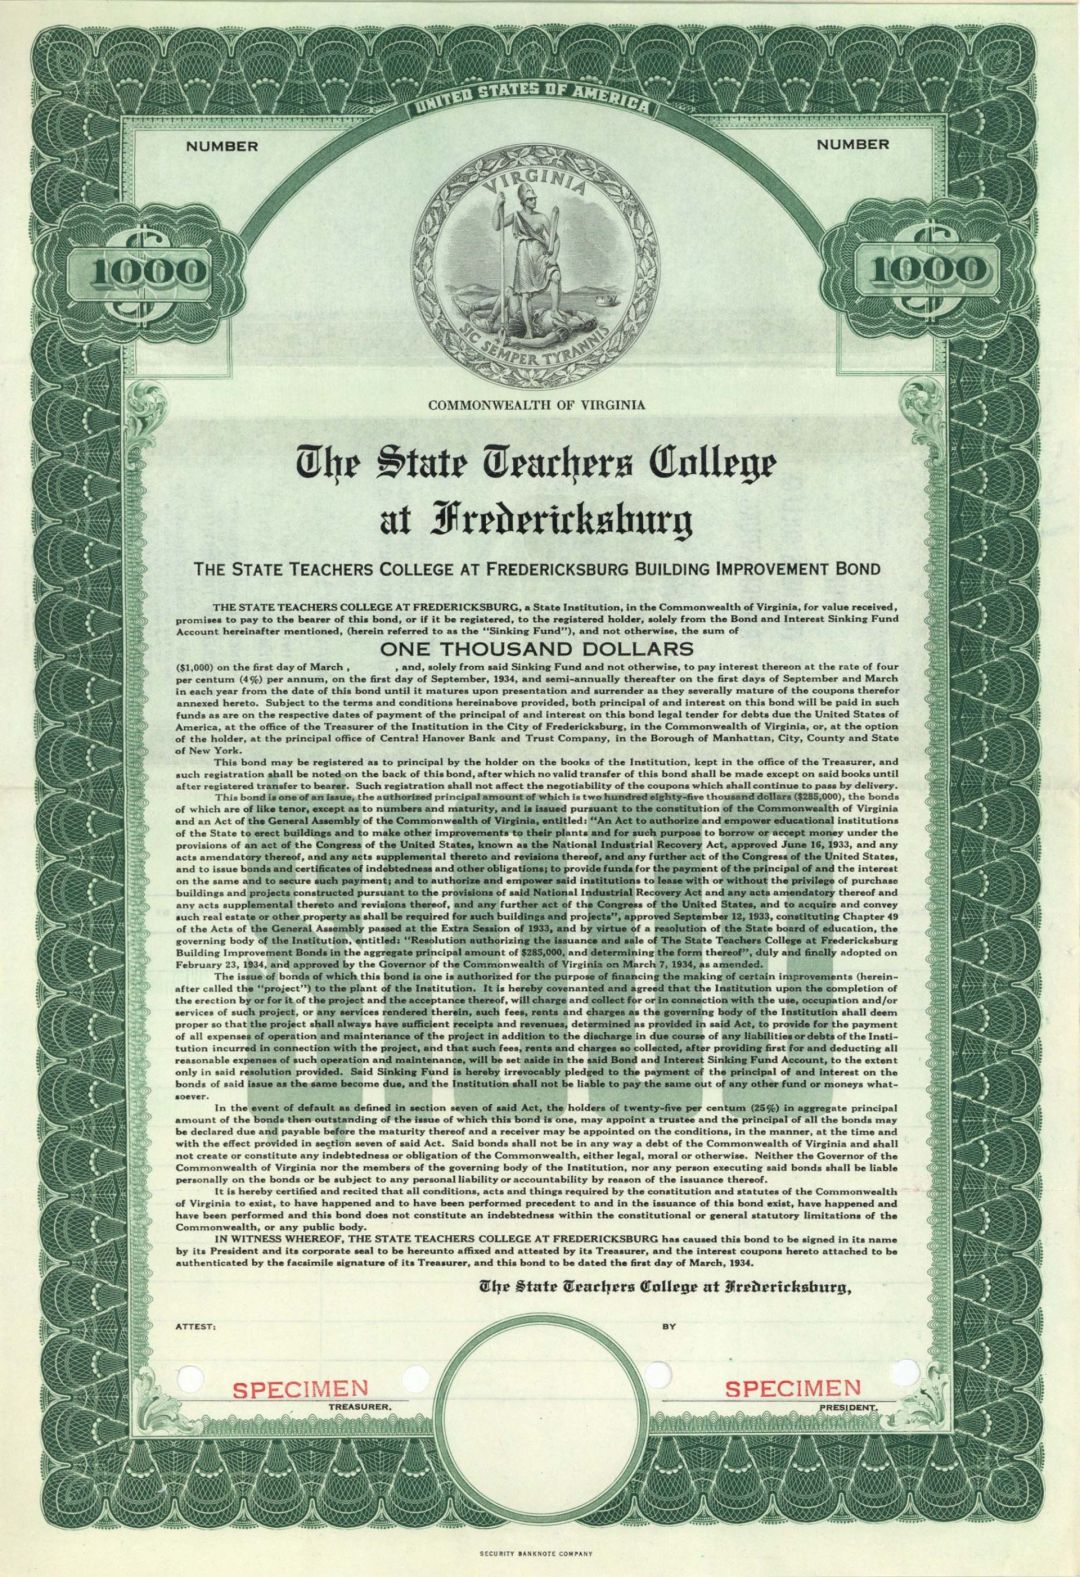 UNITED STATES OF AMERICA
NUMBER
NUMBER
VIRGINIA
$1000
$1000
SIC SEMPER TYRANNIS
COMMONWEALTH OF VIRGINIA
The State Teachers College
at Fredericksburg
THE STATE TEACHERS COLLEGE AT FREDERICKSBURG BUILDING IMPROVEMENT BOND
THE STATE TEACHERS COLLEGE AT FREDERICKSBURG, a State Institution, in the Commonwealth of Virginia, for value received,
promises to pay to the bearer of this bond, or if it be registered, to the registered holder, solely from the Bond and Interest Sinking Fund
Account hereinafter mentioned, (herein referred to as the "Sinking Fund"), and not otherwise, the sum of
ONE THOUSAND DOLLARS
($1,000) on the first day of March , , and, solely from said Sinking Fund and not otherwise, to pay interest thereon at the rate of four
per centum (4%) per annum, on the first day of September, 1934, and semi-annually thereafter on the first days of September and March
in each year from the date of this bond until it matures upon presentation and surrender as they severally mature of the coupons therefor
annexed hereto. Subject to the terms and conditions hereinabove provided, both principal of and interest on this bond will be paid in such
funds as are on the respective dates of payment of the principal of and interest on this bond legal tender for debts due the United States of
America, at the office of the Treasurer of the Institution in the City of Fredericksburg, in the Commonwealth of Virginia, or, at the option
of the holder, at the principal office of Central Hanover Bank and Trust Company, in the Borough of Manhattan, City, County and State
of New York.
This bond may be registered as to principal by the holder on the books of the Institution, kept in the office of the Treasurer, and
such registration shall be noted on the back of this bond, after which no valid transfer of this bond shall be made except on said books until
after registered transfer to bearer. Such registration shall not affect the negotiability of the coupons which shall continue to pass by delivery.
This bond is one of an issue, the authorized principal amount of which is two hundred eighty-five thousand dollars ($285,000), the bonds
of which are of like tenor, except as to numbers and maturity, and is issued pursuant to the constitution of the Commonwealth of Virginia
and an Act of the General Assembly of the Commonwealth of Virginia, entitled: "An Act to authorize and empower educational institutions
of the State to erect buildings and to make other improvements to their plants and for such purpose to borrow or accept money under the
provisions of an act of the Congress of the United States, known as the National Industrial Recovery Act, approved June 16, 1933, and any
acts amendatory thereof, and any acts supplemental thereto and revisions thereof, and any further act of the Congress of the United States,
and to issue bonds and certificates of indebtedness and other obligations; to provide funds for the payment of the principal of and the interest
on the same and to secure such payment; and to authorize and empower said institutions to lease with or without the privilege of purchase
buildings and projects constructed pursuant to the provisions of said National Industrial Recovery Act and any acts amendatory thereof and
any acts supplemental thereto and revisions thereof, and any further act of the Congress of the United States, and to acquire and convey
such real estate or other property as shall be required for such buildings and projects", approved September 12, 1933, constituting Chapter 49
of the Acts of the General Assembly passed at the Extra Session of 1933, and by virtue of a resolution of the State board of education, the
governing body of the Institution, entitled: "Resolution authorizing the issuance and sale of The State Teachers College at Fredericksburg
Building Improvement Bonds in the aggregate principal amount of $285,000, and determining the form thereof", duly and finally adopted on
February 23, 1934, and approved by the Governor of the Commonwealth of Virginia on March 7, 1934, as amended.
The issue of bonds of which this bond is one is authorized for the purpose of financing the making of certain improvements (herein-
after called the "project") to the plant of the Institution. It is hereby covenanted and agreed that the Institution upon the completion of
the erection by or for it of the project and the acceptance thereof, will charge and collect for or in connection with the use, occupation and/or
services of such project, or any services rendered therein, such fees, rents and charges as the governing body of the Institution shall deem
proper so that the project shall always have sufficient receipts and revenues, determined as provided in said Act, to provide for the payment
of all expenses of operation and maintenance of the project in addition to the discharge in due course of any liabilities or debts of the Insti-
tution incurred in connection with the project, and that such fees, rents and charges so collected, after providing first for and deducting all
reasonable expenses of such operation and maintenance, will be set aside in the said Bond and Interest Sinking Fund Account, to the extent
only in said resolution provided. Said Sinking Fund is hereby irrevocably pledged to the payment of the principal of and interest on the
bonds of said issue as the same become due, and the Institution shall not be liable to pay the same out of any other fund or moneys what-
soever.
In the event of default as defined in section seven of said Act, the holders of twenty-five per centum (25%) in aggregate principal
amount of the bonds then outstanding of the issue of which this bond is one, may appoint a trustee and the principal of all the bonds may
be declared due and payable before the maturity thereof and a receiver may be appointed on the conditions, in the manner, at the time and
with the effect provided in section seven of said Act. Said bonds shall not be in any way a debt of the Commonwealth of Virginia and shall
not create or constitute any indebtedness or obligation of the Commonwealth, either legal, moral or otherwise. Neither the Governor of the
Commonwealth of Virginia nor the members of the governing body of the Institution, nor any person executing said bonds shall be liable
personally on the bonds or be subject to any personal liability or accountability by reason of the issuance thereof.
It is hereby certified and recited that all conditions, acts and things required by the constitution and statutes of the Commonwealth
of Virginia to exist, to have happened and to have been performed precedent to and in the issuance of this bond exist, have happened and
have been performed and this bond does not constitute an indebtedness within the constitutional or general statutory limitations of the
Commonwealth, or any public body.
IN WITNESS WHEREOF, THE STATE TEACHERS COLLEGE AT FREDERICKSBURG has caused this bond to be signed in its name
by its President and its corporate seal to be hereunto affixed and attested by its Treasurer, and the interest coupons hereto attached to be
authenticated by the facsimile signature of its Treasurer, and this bond to be dated the first day of March, 1934.
The State Teachers College at Fredericksburg,
ATTEST:
BY
SPECIMEN
SPECIMEN
TREASURER.
PRESIDENT.
SECURITY BANKNOTE COMPANY